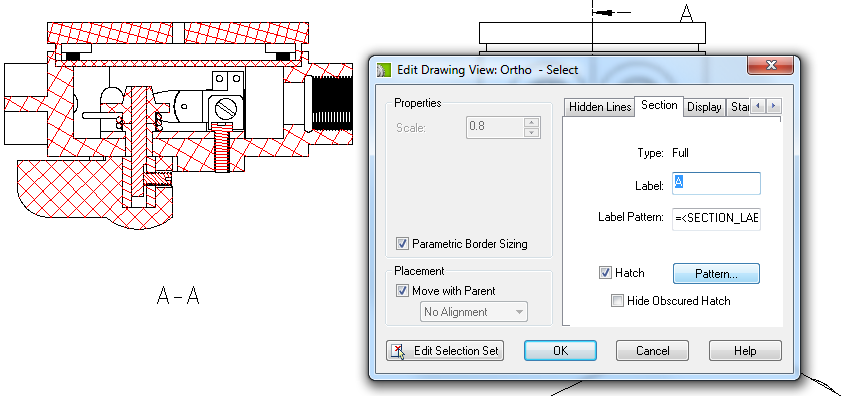 A
Edit Drawing View: Ortho - Select
Properties
Scale:
0.8
Parametric Border Sizing
Placement
Move with Parent
No Alignment
Hidden Lines
Section
Display
Type:
Full
Label:
A
Label Pattern:
=<SECTION_LAE
Hatch
Pattern...
Hide Obscured Hatch
Edit Selection Set
OK
Cancel
Help
A-A